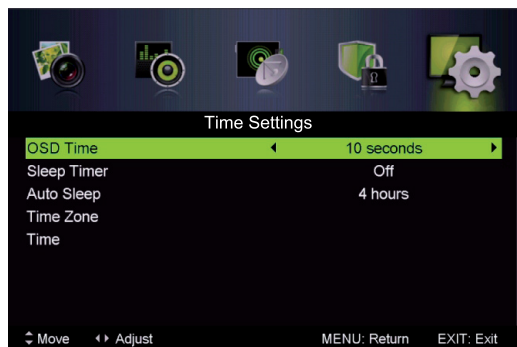 Time Settings
OSD Time 10 seconds
Sleep Timer Off
Auto Sleep 4 hours
Time Zone
Time
Move Adjust MENU: Return EXIT: Exit